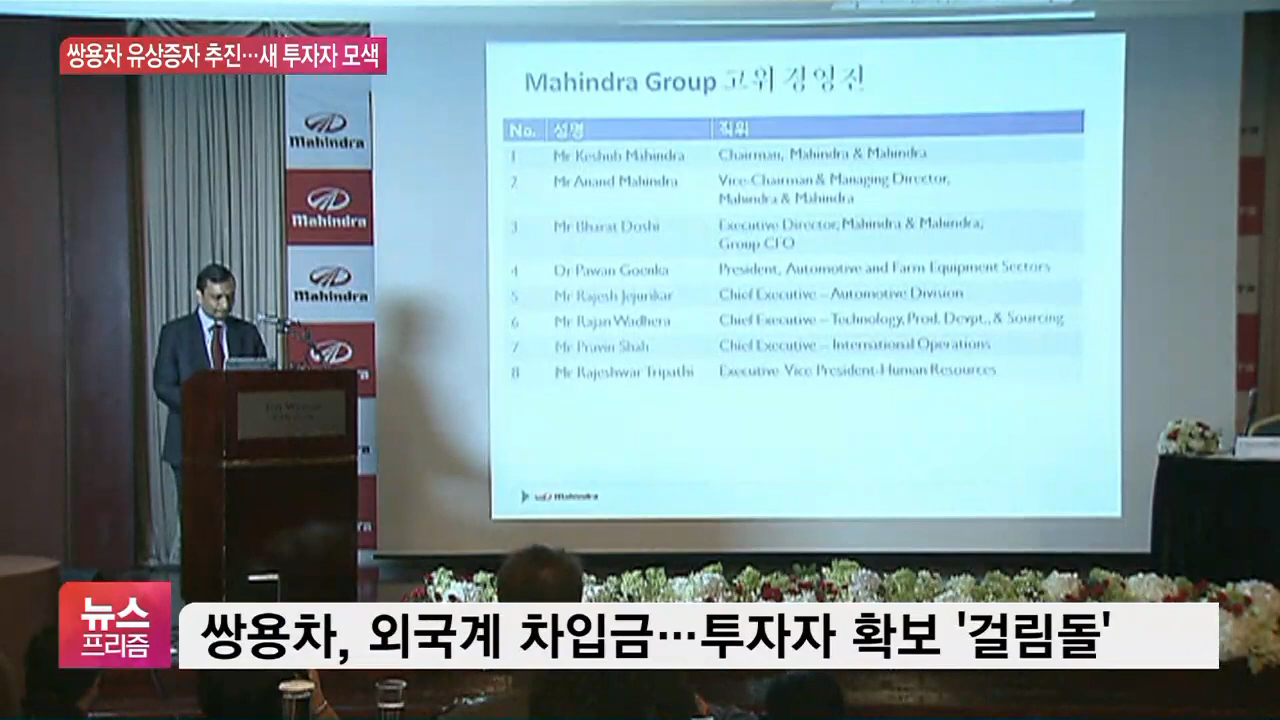 쌍용차 유상증자 추진…새 투자자 모색
Mahindra Group 고위 경영진
No. 성명 직위
1 Mr Keshub Mahindra Chairman, Mahindra & Mahindra
2 Mr Anand Mahindra Vice-Chairman & Managing Director,
Mahindra & Mahindra
3 Mr Bharat Doshi Executive Director, Mahindra & Mahindra,
Group CFO
4 Dr Pawan Goenka President, Automotive and Farm Equipment Sectors
5 Mr Rajesh Jejurikar Chief Executive – Automotive Division
6 Mr Rajan Wadhera Chief Executive – Technology, Prod. Devpt., & Sourcing
7 Mr Pravin Shah Chief Executive – International Operations
8 Mr Rajeshwar Tripathi Executive Vice President-Human Resources
Mahindra
Mahindra
Mahindra
Mahindra
뉴스
프리즘
쌍용차, 외국계 차입금…투자자 확보 '걸림돌'